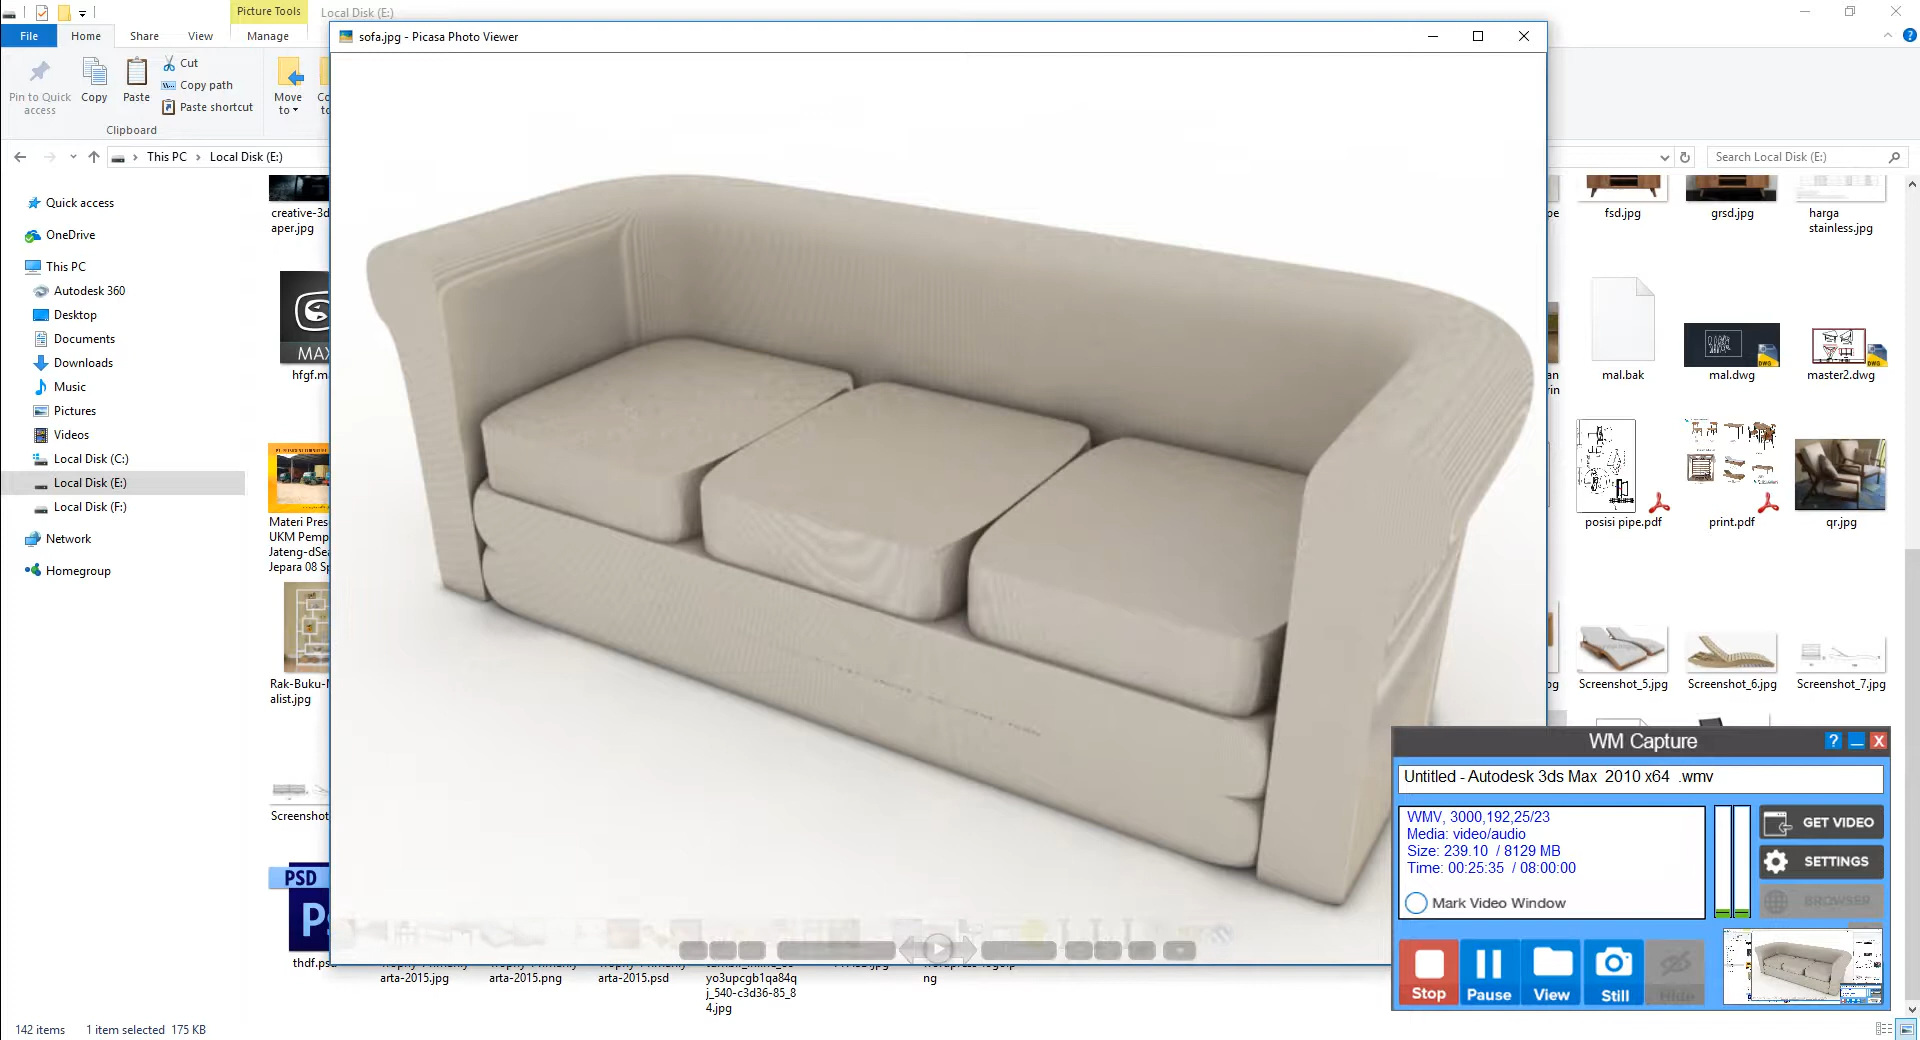 Picture Tools
Local Disk (E:)
File
Home
Share
View
Manage
sofa.jpg - Picasa Photo Viewer
Pin to Quick
access
Copy
Paste
Cut
Copy path
Paste shortcut
Move
to
Clipboard
This PC
Local Disk (E:)
Search Local Disk (E:)
Quick access
OneDrive
This PC
Autodesk 360
Desktop
Documents
Downloads
Music
Pictures
Videos
Local Disk (C:)
Local Disk (E:)
Local Disk (F:)
Network
Homegroup
creative-3d
aper.jpg
MAX
hfgf.m
Materi Pres
UKM Pemp
Jateng-dSea
Jepara 08 Sp
Rak-Buku-M
alist.jpg
Screenshot
PSD
thdf.ps
arta-2015.jpg
arta-2015.png
arta-2015.psd
yo3upcgb1qa84q
j_540-c3d36-85_8
4.jpg
ng
fsd.jpg
grsd.jpg
harga
stainless.jpg
mal.bak
DWG
mal.dwg
DWG
master2.dwg
posisi pipe.pdf
print.pdf
qr.jpg
Screenshot_5.jpg
Screenshot_6.jpg
Screenshot_7.jpg
WM Capture
Untitled - Autodesk 3ds Max 2010 x64 .wmv
WMV, 3000,192,25/23
Media: video/audio
Size: 239.10 / 8129 MB
Time: 00:25:35 / 08:00:00
Mark Video Window
GET VIDEO
SETTINGS
BROWSER
Stop
Pause
View
Still
Hide
142 items
1 item selected 175 KB